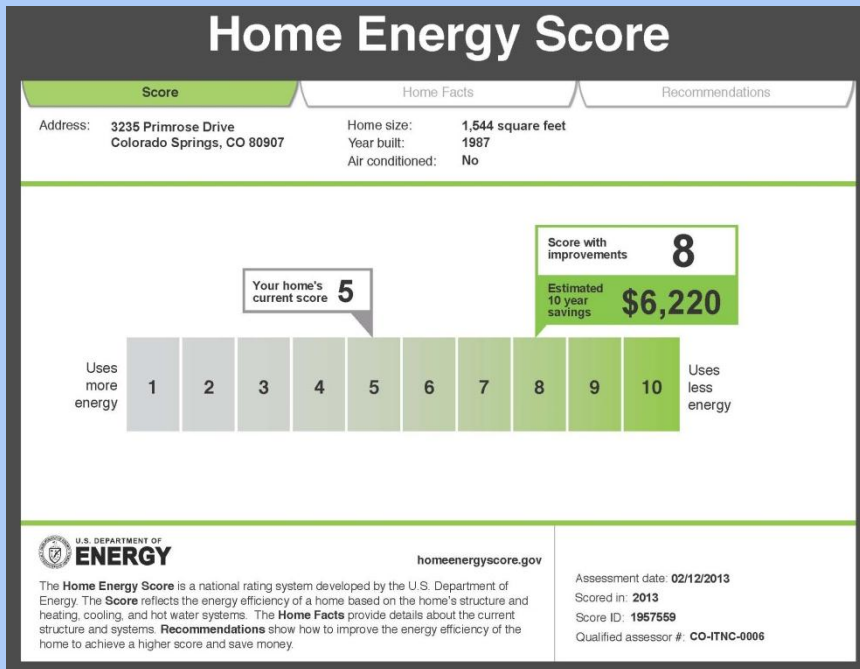 Home Energy Score
Score
Home Facts
Recommendations
Address: 3235 Primrose Drive
Colorado Springs, CO 80907
Home size: 1,544 square feet
Year built: 1987
Air conditioned: No
Score with
improvements 8
Estimated
10 year
savings $6,220
Your home's
current score 5
Uses
more
energy
1 2 3 4 5 6 7 8 9 10
Uses
less
energy
U.S. DEPARTMENT OF
ENERGY
homeenergyscore.gov
The Home Energy Score is a national rating system developed by the U.S. Department of
Energy. The Score reflects the energy efficiency of a home based on the home's structure and
heating, cooling, and hot water systems. The Home Facts provide details about the current
structure and systems. Recommendations show how to improve the energy efficiency of the
home to achieve a higher score and save money.
Assessment date: 02/12/2013
Scored in: 2013
Score ID: 1957559
Qualified assessor #: CO-ITNC-0006